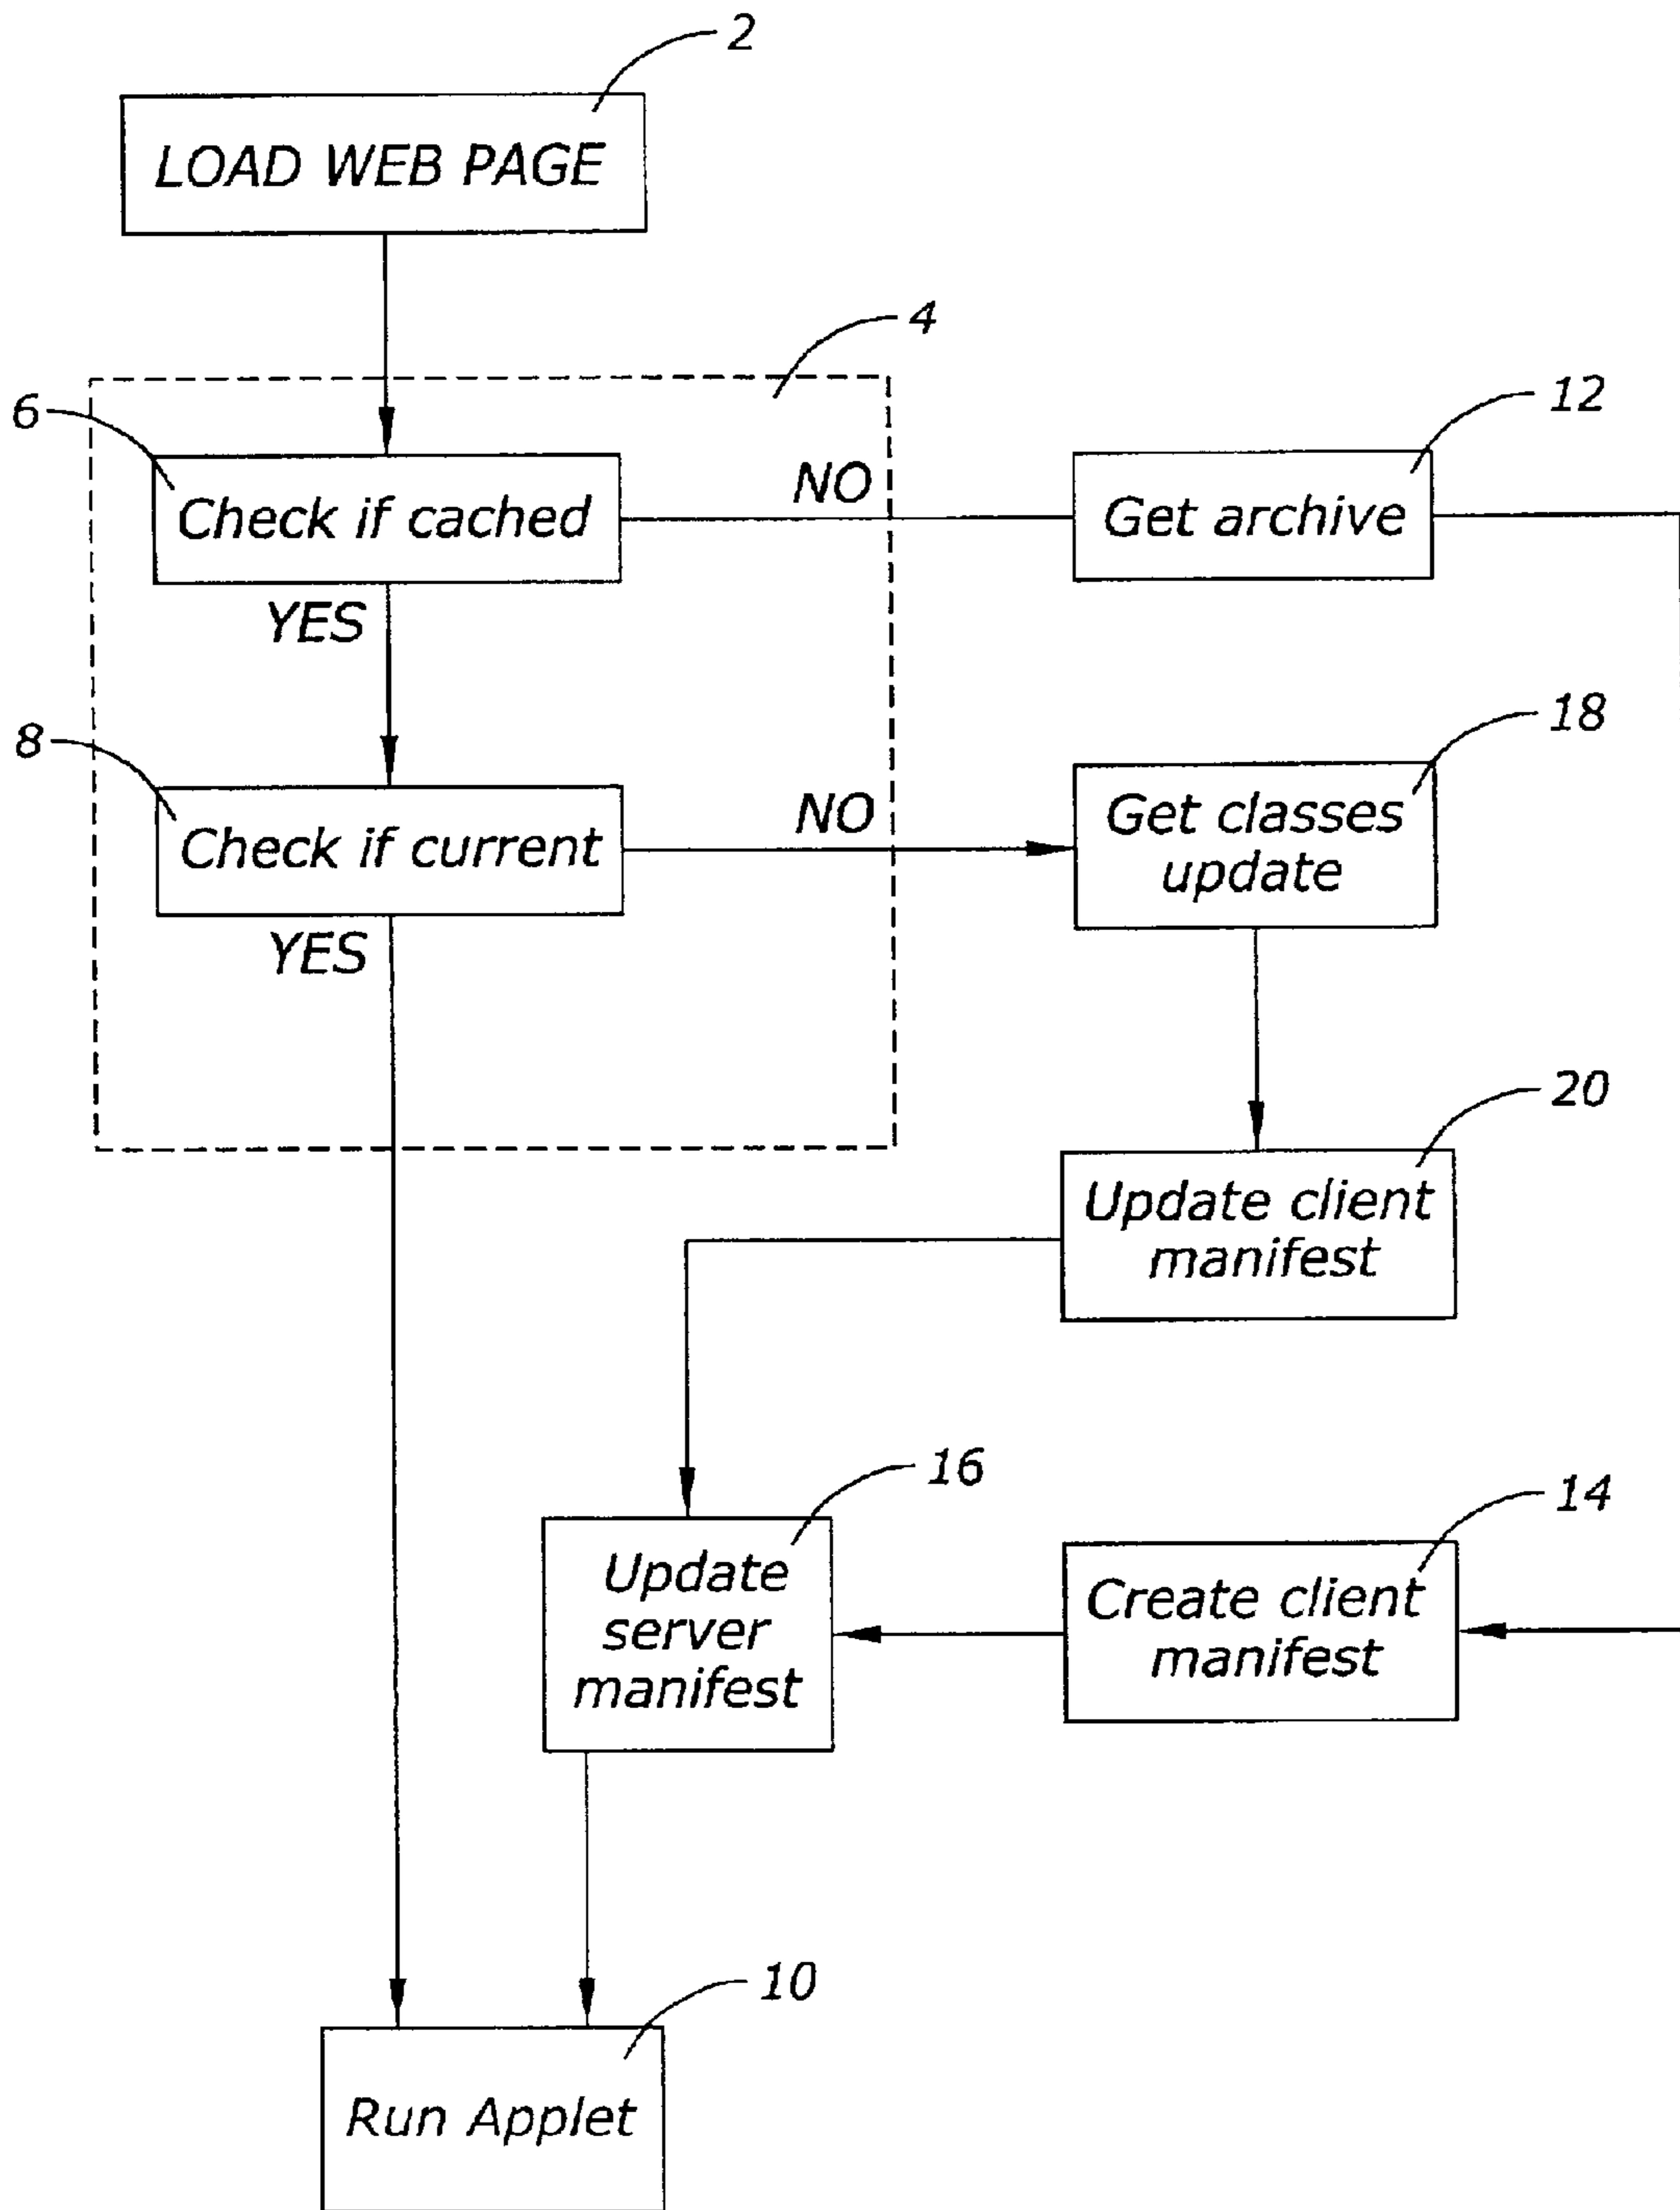 2
LOAD WEB PAGE
4
6
12
Check if cached
NO
Get archive
YES
8
18
Check if current
NO
Get classes
update
YES
20
Update client
manifest
16
14
Update
server
manifest
Create client
manifest
10
Run Applet